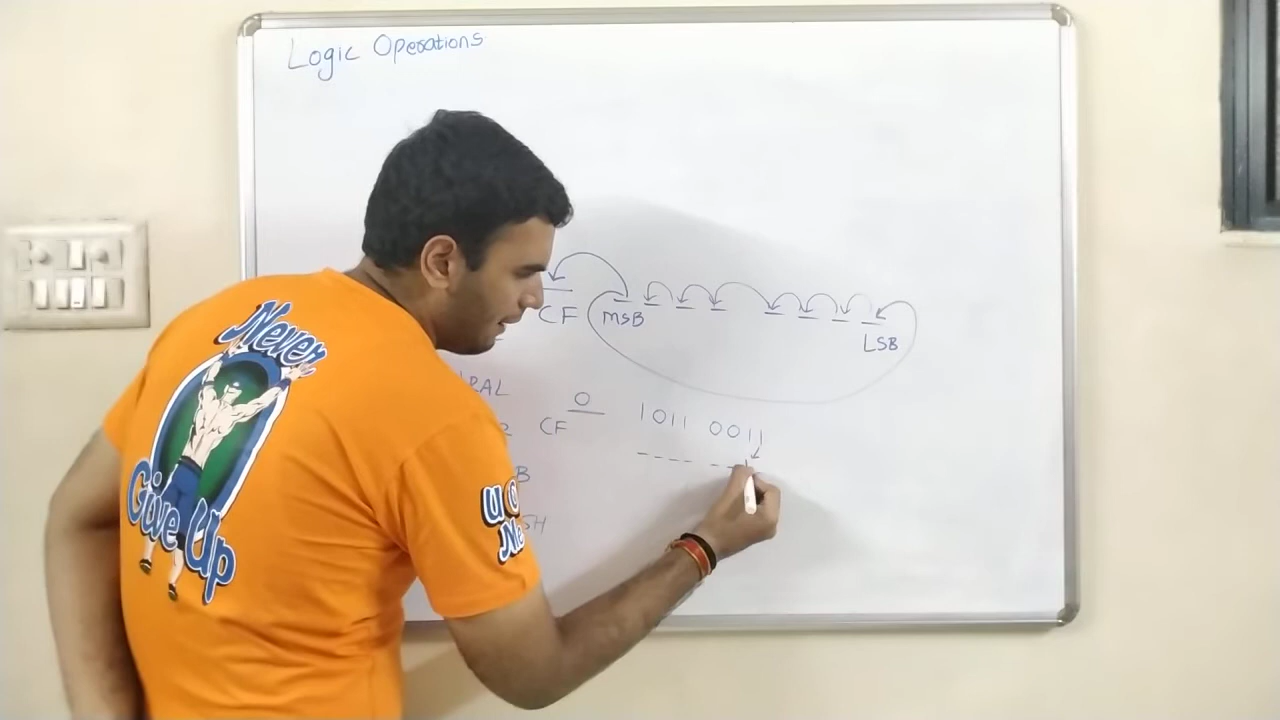 Logic Operations
CF MSB LSB
0 1011 0011
CF
Never
Give Up